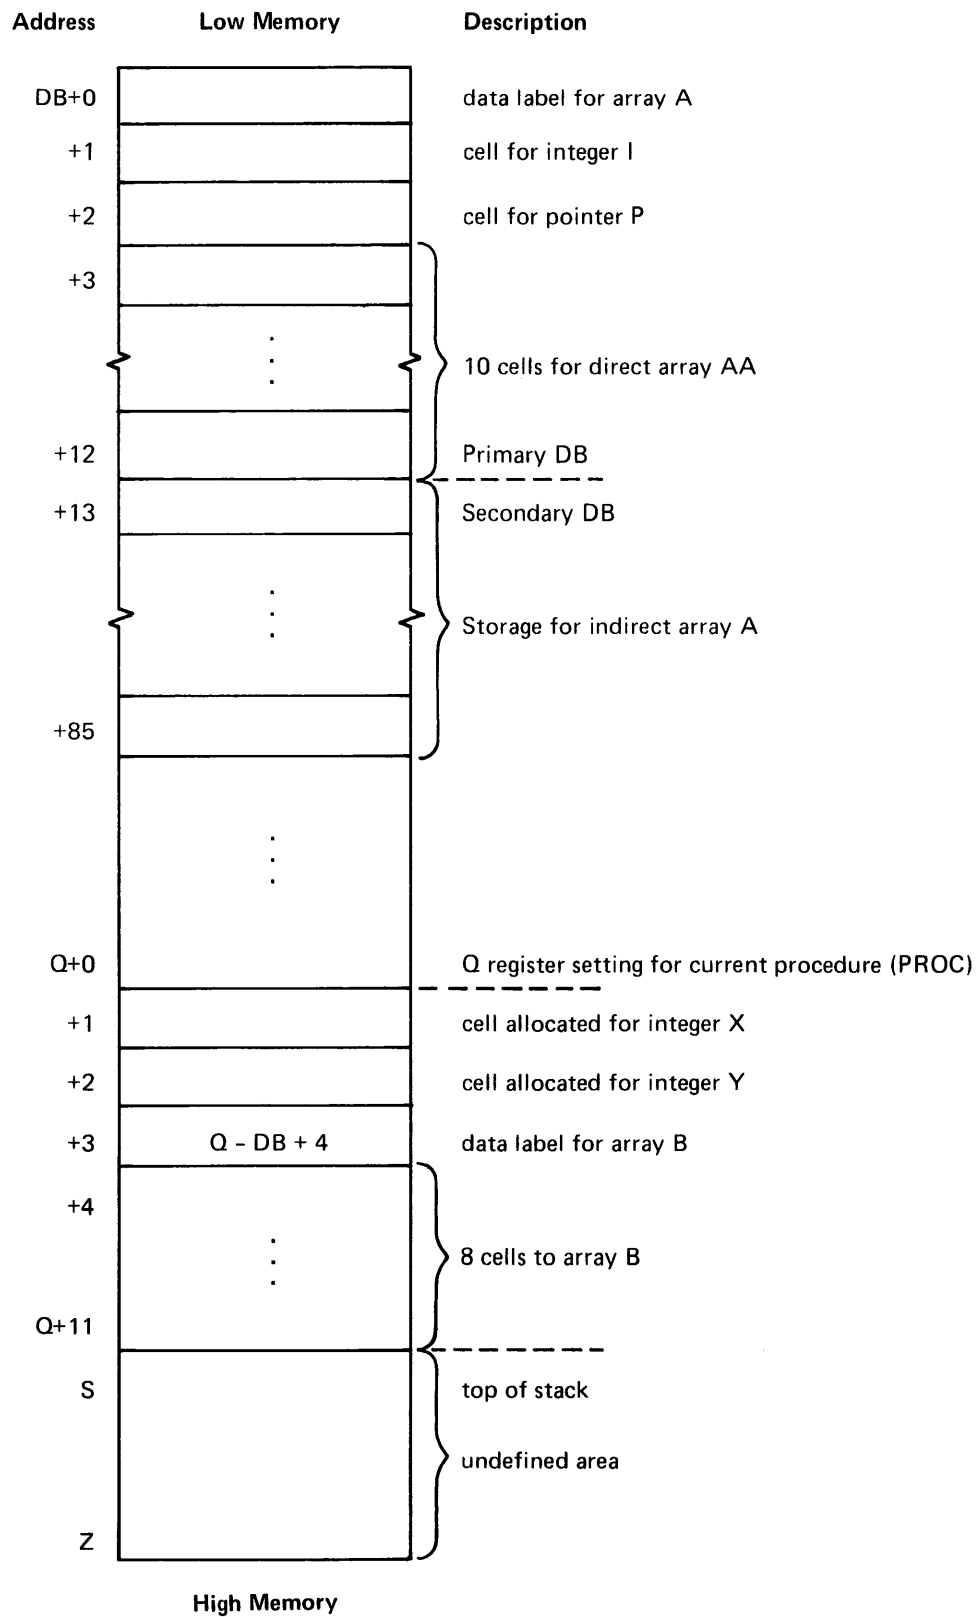 Address Low Memory Description
DB+0 data label for array A
+1 cell for integer I
+2 cell for pointer P
+3
10 cells for direct array AA
+12 Primary DB
+13 Secondary DB
Storage for indirect array A
+85
Q+0 Q register setting for current procedure (PROC)
+1 cell allocated for integer X
+2 cell allocated for integer Y
+3 Q – DB + 4 data label for array B
+4
8 cells to array B
Q+11
S top of stack
undefined area
Z
High Memory